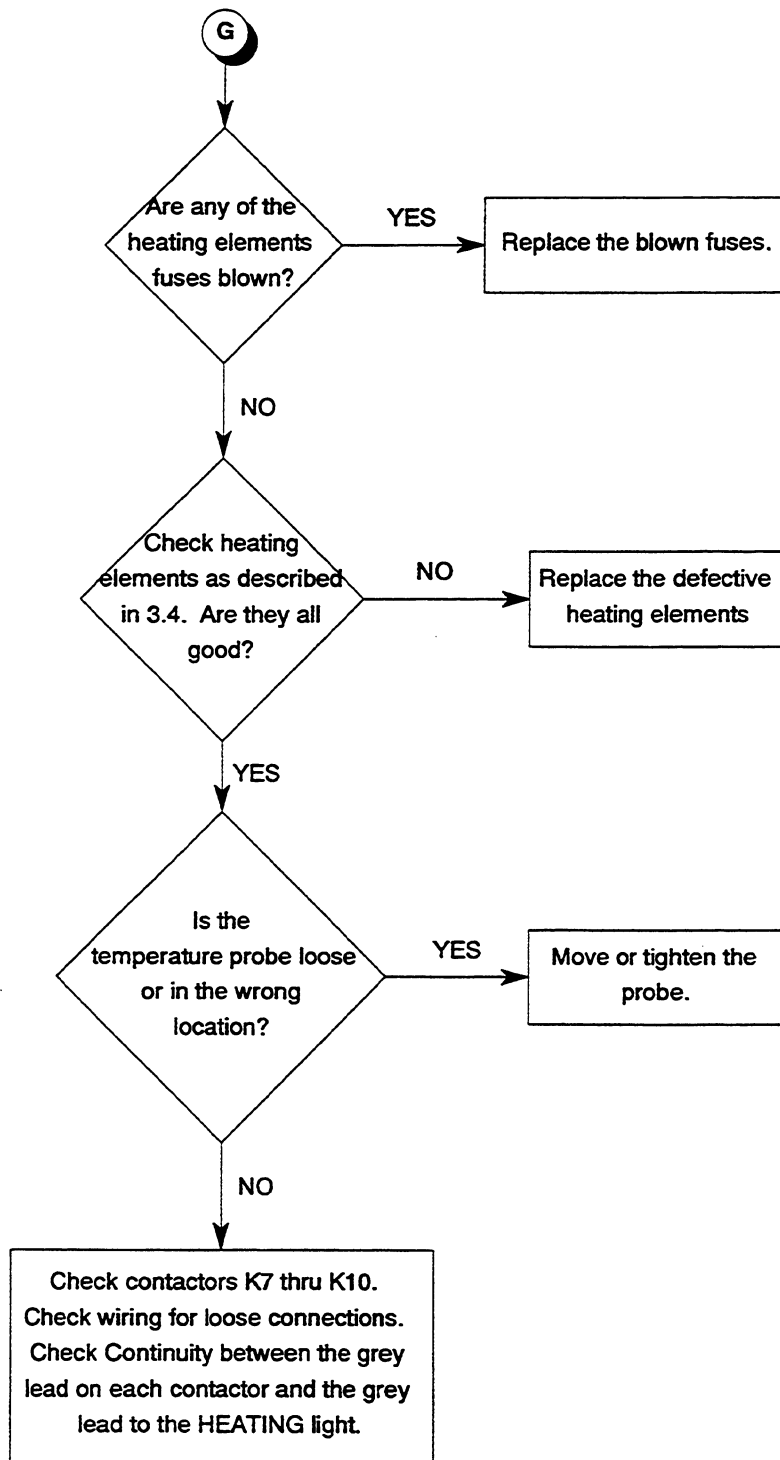 G
Are any of the
heating elements
fuses blown?
YES
Replace the blown fuses.
NO
Check heating
elements as described
in 3.4. Are they all
good?
NO
Replace the defective
heating elements
YES
Is the
temperature probe loose
or in the wrong
location?
YES
Move or tighten the
probe.
NO
Check contactors K7 thru K10.
Check wiring for loose connections.
Check Continuity between the grey
lead on each contactor and the grey
lead to the HEATING light.